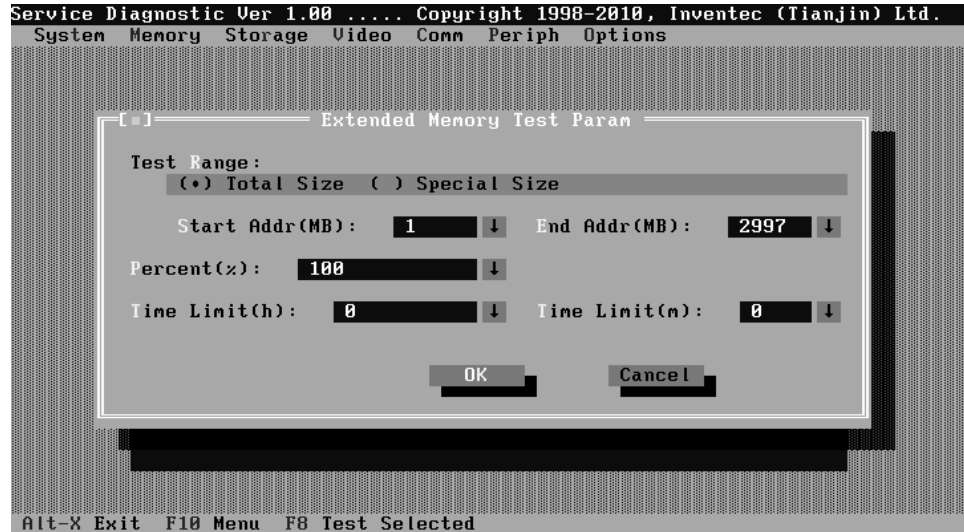 Service Diagnostic Ver 1.00 ..... Copyright 1998-2010, Inventec (Tianjin) Ltd.
System Memory Storage Video Comm Periph Options
[■] Extended Memory Test Param
Test Range:
(•) Total Size ( ) Special Size
Start Addr(MB): 1 ↓ End Addr(MB): 2997 ↓
Percent(%): 100 ↓
Time Limit(h): 0 ↓ Time Limit(m): 0 ↓
OK Cancel
Alt-X Exit F10 Menu F8 Test Selected